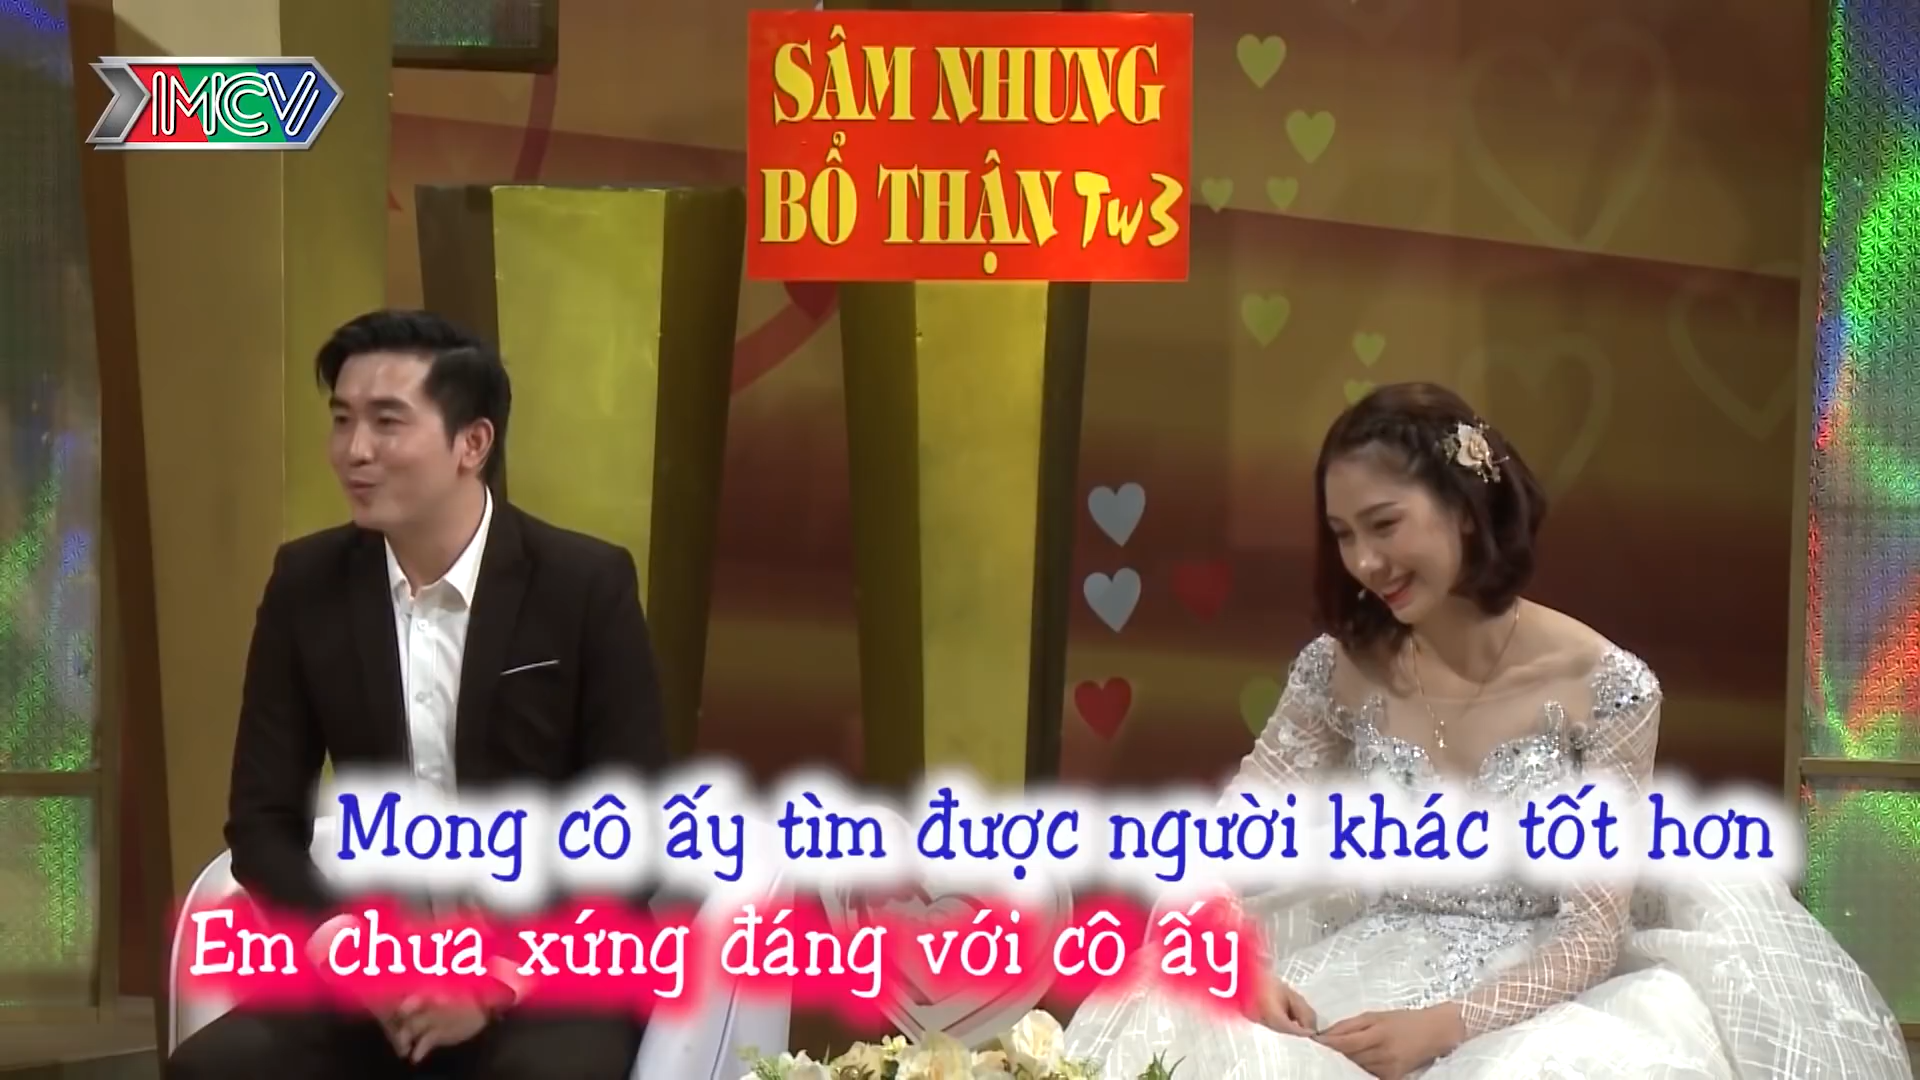 MCV
SÂM NHUNG
BỔ THẬN TW3
Mong cô ấy tìm được người khác tốt hơn
Em chưa xứng đáng với cô ấy